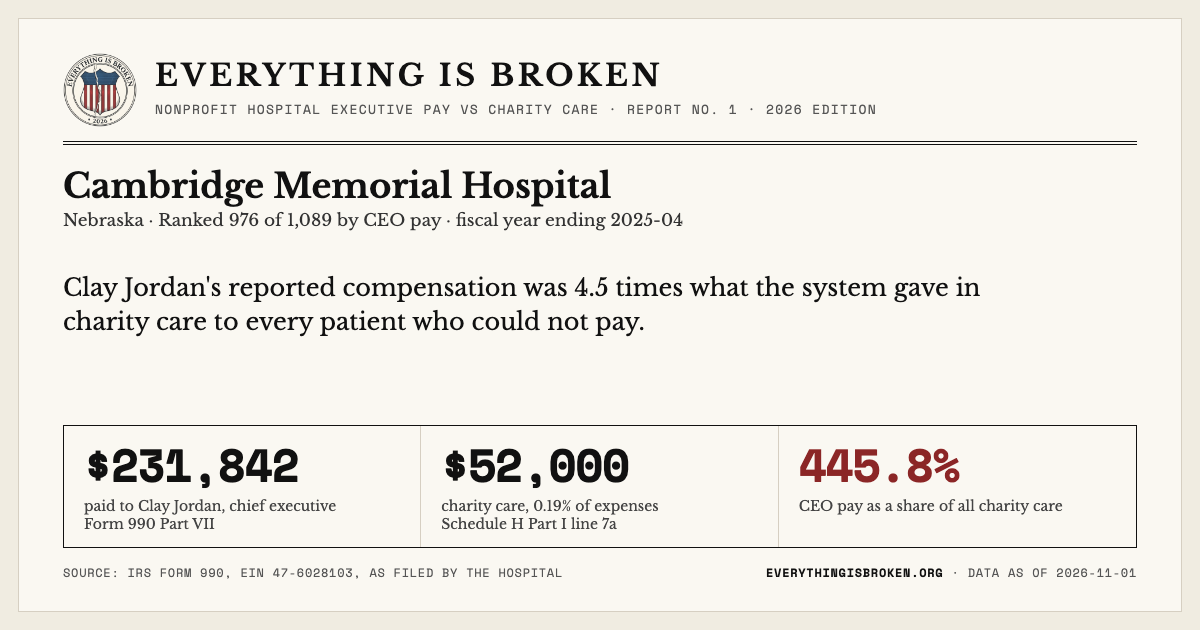 EVERYTHING IS BROKEN
2026
EVERYTHING IS BROKEN
NONPROFIT HOSPITAL EXECUTIVE PAY VS CHARITY CARE · REPORT NO. 1 · 2026 EDITION
Cambridge Memorial Hospital
Nebraska · Ranked 976 of 1,089 by CEO pay · fiscal year ending 2025-04
Clay Jordan's reported compensation was 4.5 times what the system gave in
charity care to every patient who could not pay.
$231,842
paid to Clay Jordan, chief executive
Form 990 Part VII
$52,000
charity care, 0.19% of expenses
Schedule H Part I line 7a
445.8%
CEO pay as a share of all charity care
SOURCE: IRS FORM 990, EIN 47-6028103, AS FILED BY THE HOSPITAL
EVERYTHINGISBROKEN.ORG · DATA AS OF 2026-11-01